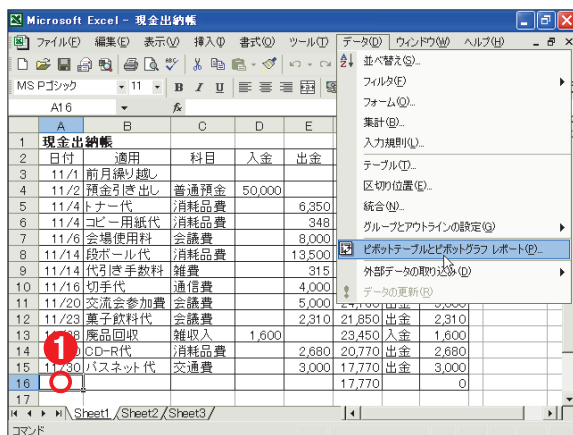 Microsoft Excel - 現金出納帳
ファイル(F) 編集(E) 表示(V) 挿入(I) 書式(O) ツール(T) データ(D) ウィンドウ(W) ヘルプ(H)
MS Pゴシック 11 B I U
A16 fx
並べ替え(S)...
フィルタ(F)
フォーム(O)...
集計(B)...
入力規則(L)...
テーブル(T)...
区切り位置(E)...
統合(N)...
グループとアウトラインの設定(G)
ピボットテーブルとピボットグラフ レポート(P)...
外部データの取り込み(D)
データの更新(R)
A B C D E
1 現金出納帳
2 日付 適用 科目 入金 出金
3 11/1 前月繰り越し
4 11/2 預金引き出し 普通預金 50,000
5 11/4 トナー代 消耗品費 6,350
6 11/4 コピー用紙代 消耗品費 348
7 11/6 会場使用料 会議費 8,000
8 11/14 段ボール代 消耗品費 13,500
9 11/14 代引き手数料 雑費 315
10 11/16 切手代 通信費 4,000
11 11/20 交流会参加費 会議費 5,000 出金
12 11/23 菓子飲料代 会議費 2,310 21,850 出金 2,310
13 廃品回収 雑収入 1,600 23,450 入金 1,600
14 CD-R代 消耗品費 2,680 20,770 出金 2,680
15 11/30 バスネット代 交通費 3,000 17,770 出金 3,000
16 17,770 0
17
1
Sheet1 Sheet2 Sheet3
コマンド